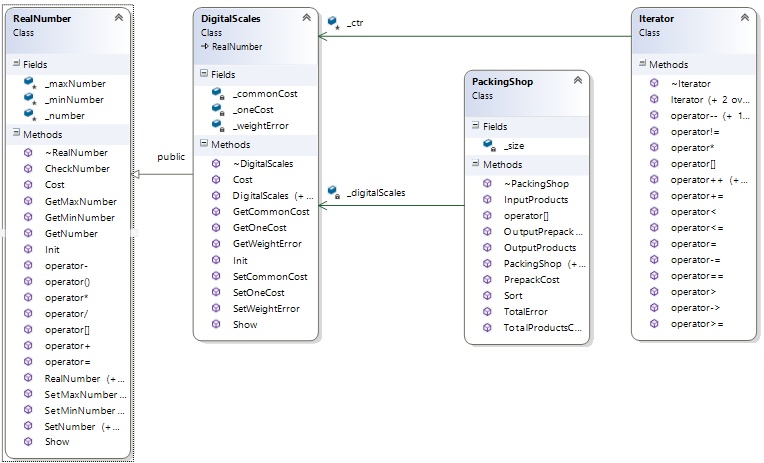 RealNumber
Class
Fields
_maxNumber
_minNumber
_number
Methods
~RealNumber
CheckNumber
Cost
GetMaxNumber
GetMinNumber
GetNumber
Init
operator-
operator()
operator*
operator/
operator[]
operator+
operator=
RealNumber (+ ...
SetMaxNumber ...
SetMinNumber ...
SetNumber (+ ...
Show
public
DigitalScales
Class
RealNumber
Fields
_commonCost
_oneCost
_weightError
Methods
~DigitalScales
Cost
DigitalScales (+ ...
GetCommonCost
GetOneCost
GetWeightError
Init
SetCommonCost
SetOneCost
SetWeightError
Show
_ctr
_digitalScales
PackingShop
Class
Fields
_size
Methods
~PackingShop
InputProducts
operator[]
OutputPrepack ...
OutputProducts
PackingShop (+ ...
PrepackCost
Sort
TotalError
TotalProductsC...
Iterator
Class
Methods
~Iterator
Iterator (+ 2 ov...
operator-- (+ 1...
operator!=
operator*
operator[]
operator++ (+ ...
operator+=
operator<
operator<=
operator=
operator-=
operator==
operator>
operator->
operator>=